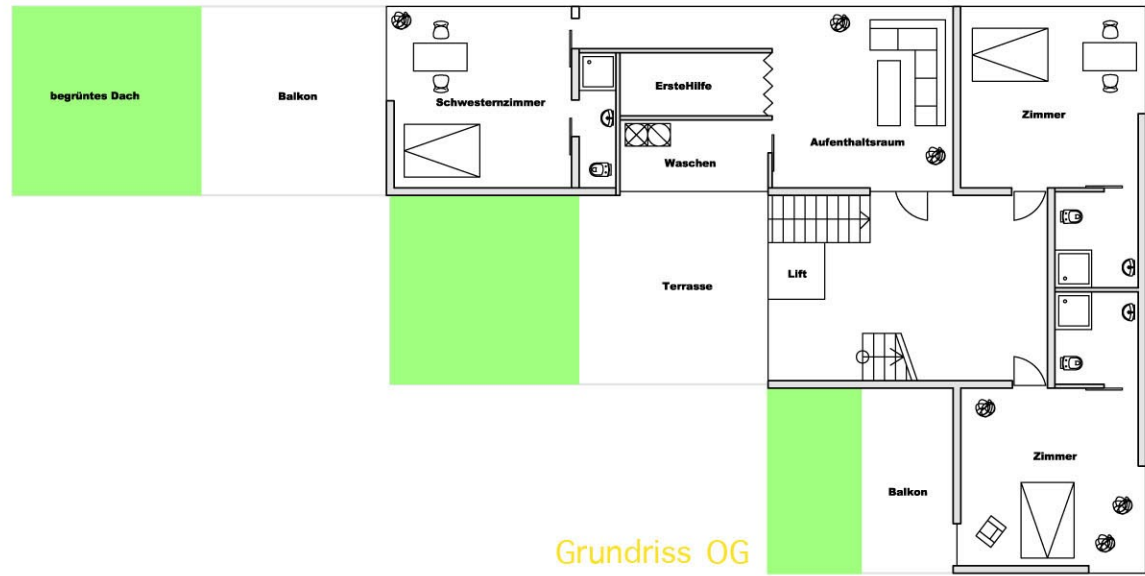 begrüntes Dach
Balkon
Schwesternzimmer
ErsteHilfe
Waschen
Aufenthaltsraum
Zimmer
Terrasse
Lift
Zimmer
Balkon
Grundriss OG